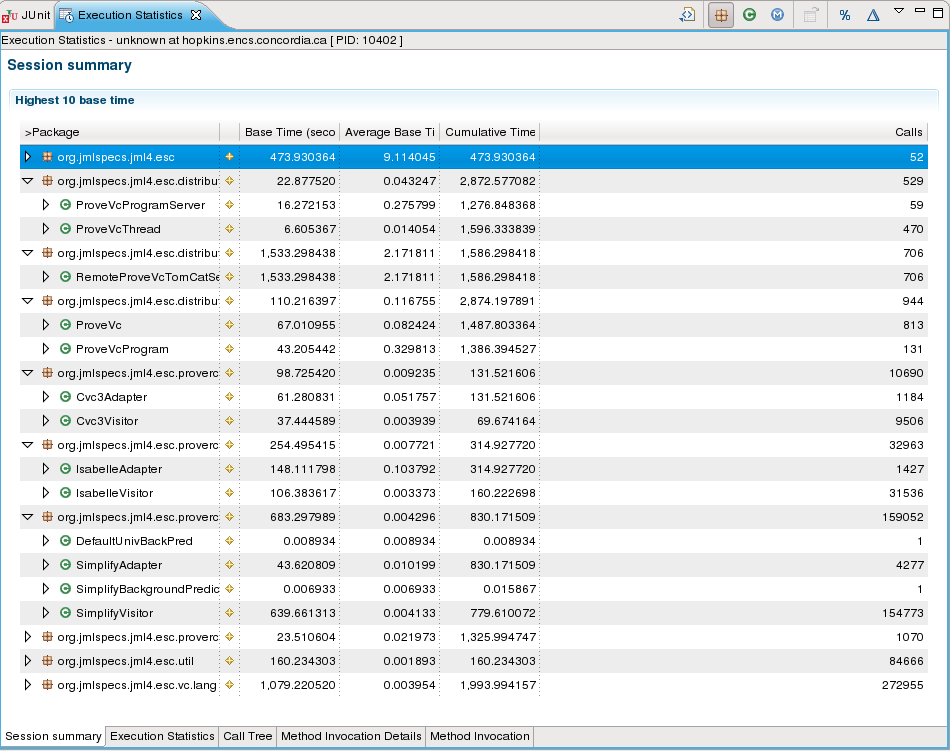 JUnit Execution Statistics
Execution Statistics - unknown at hopkins.encs.concordia.ca [ PID: 10402 ]
Session summary
Highest 10 base time
>Package Base Time (seco Average Base Ti Cumulative Time Calls
org.jmlspecs.jml4.esc 473.930364 9.114045 473.930364 52
org.jmlspecs.jml4.esc.distribu 22.877520 0.043247 2,872.577082 529
ProveVcProgramServer 16.272153 0.275799 1,276.848368 59
ProveVcThread 6.605367 0.014054 1,596.333839 470
org.jmlspecs.jml4.esc.distribu 1,533.298438 2.171811 1,586.298418 706
RemoteProveVcTomCatSe 1,533.298438 2.171811 1,586.298418 706
org.jmlspecs.jml4.esc.distribu 110.216397 0.116755 2,874.197891 944
ProveVc 67.010955 0.082424 1,487.803364 813
ProveVcProgram 43.205442 0.329813 1,386.394527 131
org.jmlspecs.jml4.esc.proverc 98.725420 0.009235 131.521606 10690
Cvc3Adapter 61.280831 0.051757 131.521606 1184
Cvc3Visitor 37.444589 0.003939 69.674164 9506
org.jmlspecs.jml4.esc.proverc 254.495415 0.007721 314.927720 32963
IsabelleAdapter 148.111798 0.103792 314.927720 1427
IsabelleVisitor 106.383617 0.003373 160.222698 31536
org.jmlspecs.jml4.esc.proverc 683.297989 0.004296 830.171509 159052
DefaultUnivBackPred 0.008934 0.008934 0.008934 1
SimplifyAdapter 43.620809 0.010199 830.171509 4277
SimplifyBackgroundPredic 0.006933 0.006933 0.015867 1
SimplifyVisitor 639.661313 0.004133 779.610072 154773
org.jmlspecs.jml4.esc.proverc 23.510604 0.021973 1,325.994747 1070
org.jmlspecs.jml4.esc.util 160.234303 0.001893 160.234303 84666
org.jmlspecs.jml4.esc.vc.lang 1,079.220520 0.003954 1,993.994157 272955
Session summary Execution Statistics Call Tree Method Invocation Details Method Invocation